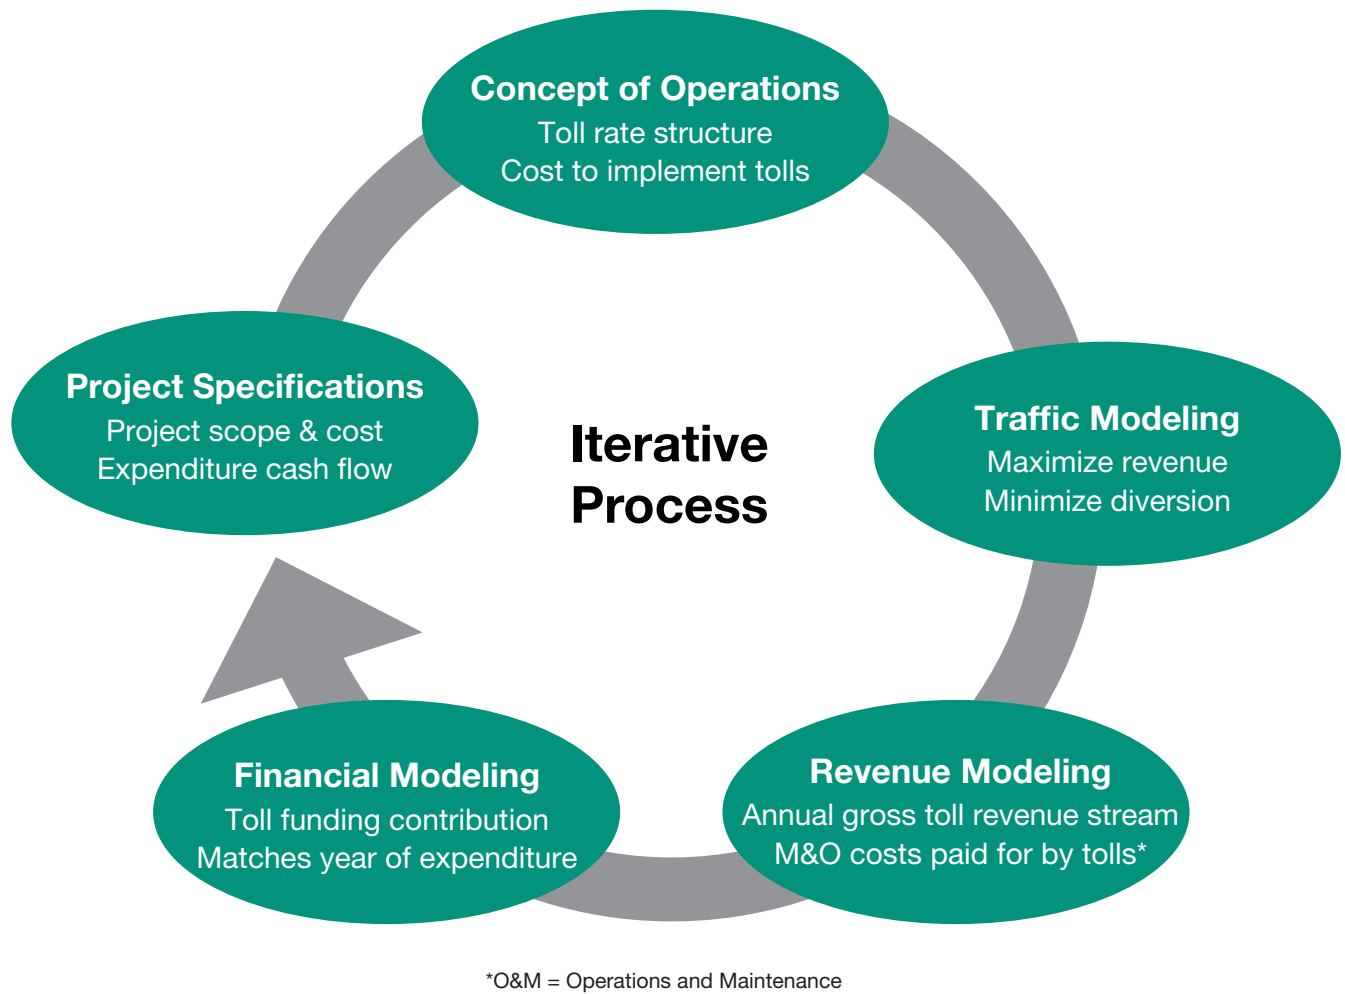 Concept of Operations
Toll rate structure
Cost to implement tolls
Project Specifications
Project scope & cost
Expenditure cash flow
Iterative
Process
Traffic Modeling
Maximize revenue
Minimize diversion
Financial Modeling
Toll funding contribution
Matches year of expenditure
Revenue Modeling
Annual gross toll revenue stream
M&O costs paid for by tolls*
*O&M = Operations and Maintenance